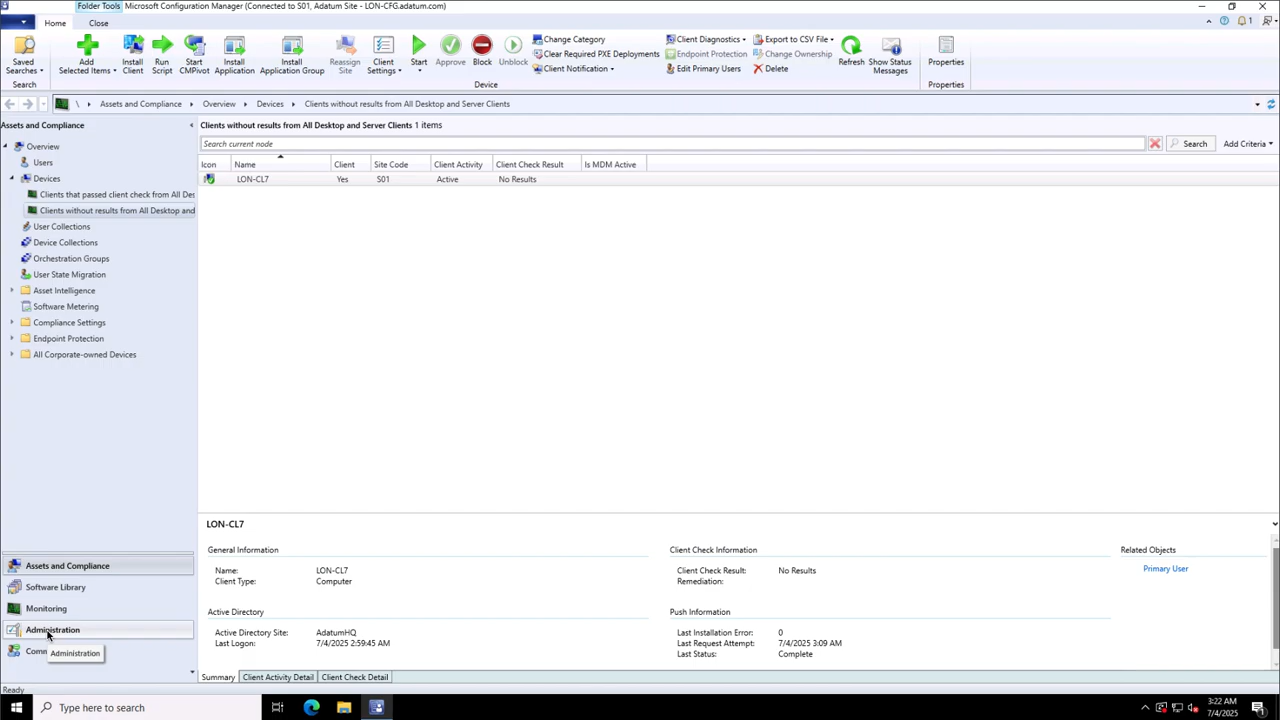 Folder Tools
Microsoft Configuration Manager (Connected to S01, Adatum Site - LON-CFG.adatum.com)
Home
Close
Saved Searches
Search
Add Selected Items
Install Client
Run Script
Start CMPivot
Install Application
Install Application Group
Reassign Site
Client Settings
Start
Approve
Block
Unblock
Change Category
Clear Required PXE Deployments
Client Notification
Client Diagnostics
Endpoint Protection
Edit Primary Users
Export to CSV File
Change Ownership
Delete
Refresh
Show Status Messages
Device
Properties
Properties
1
\ Assets and Compliance Overview Devices Clients without results from All Desktop and Server Clients
Assets and Compliance
Overview
Users
Devices
Clients that passed client check from All Des
Clients without results from All Desktop and
User Collections
Device Collections
Orchestration Groups
User State Migration
Asset Intelligence
Software Metering
Compliance Settings
Endpoint Protection
All Corporate-owned Devices
Assets and Compliance
Software Library
Monitoring
Administration
Comm
Administration
Clients without results from All Desktop and Server Clients 1 items
Search current node
Search
Add Criteria
Icon Name Client Site Code Client Activity Client Check Result Is MDM Active
LON-CL7 Yes S01 Active No Results
LON-CL7
General Information
Name: LON-CL7
Client Type: Computer
Active Directory
Active Directory Site: AdatumHQ
Last Logon: 7/4/2025 2:59:45 AM
Client Check Information
Client Check Result: No Results
Remediation:
Push Information
Last Installation Error: 0
Last Request Attempt: 7/4/2025 3:09 AM
Last Status: Complete
Related Objects
Primary User
Summary Client Activity Detail Client Check Detail
Ready
Type here to search
3:22 AM
7/4/2025
1